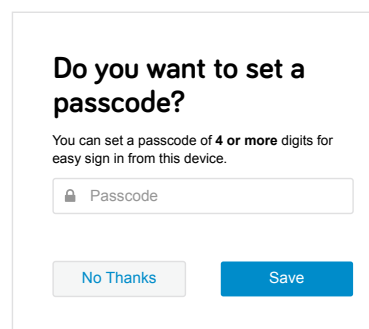 Do you want to set a
passcode?
You can set a passcode of 4 or more digits for
easy sign in from this device.
Passcode
No Thanks
Save